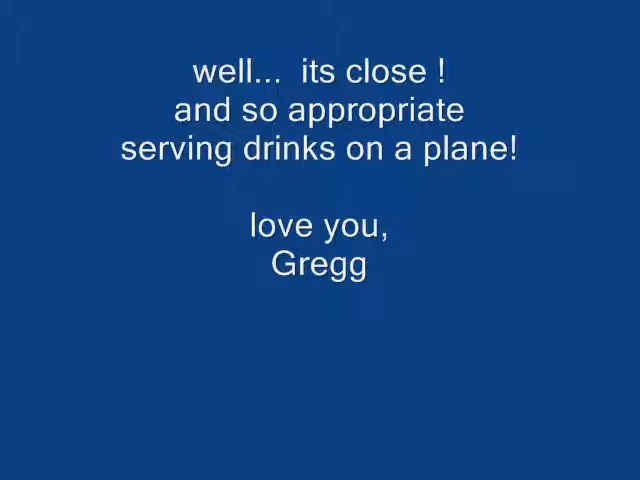 well...  its close !
and so appropriate
serving drinks on a plane!
love you,
Gregg